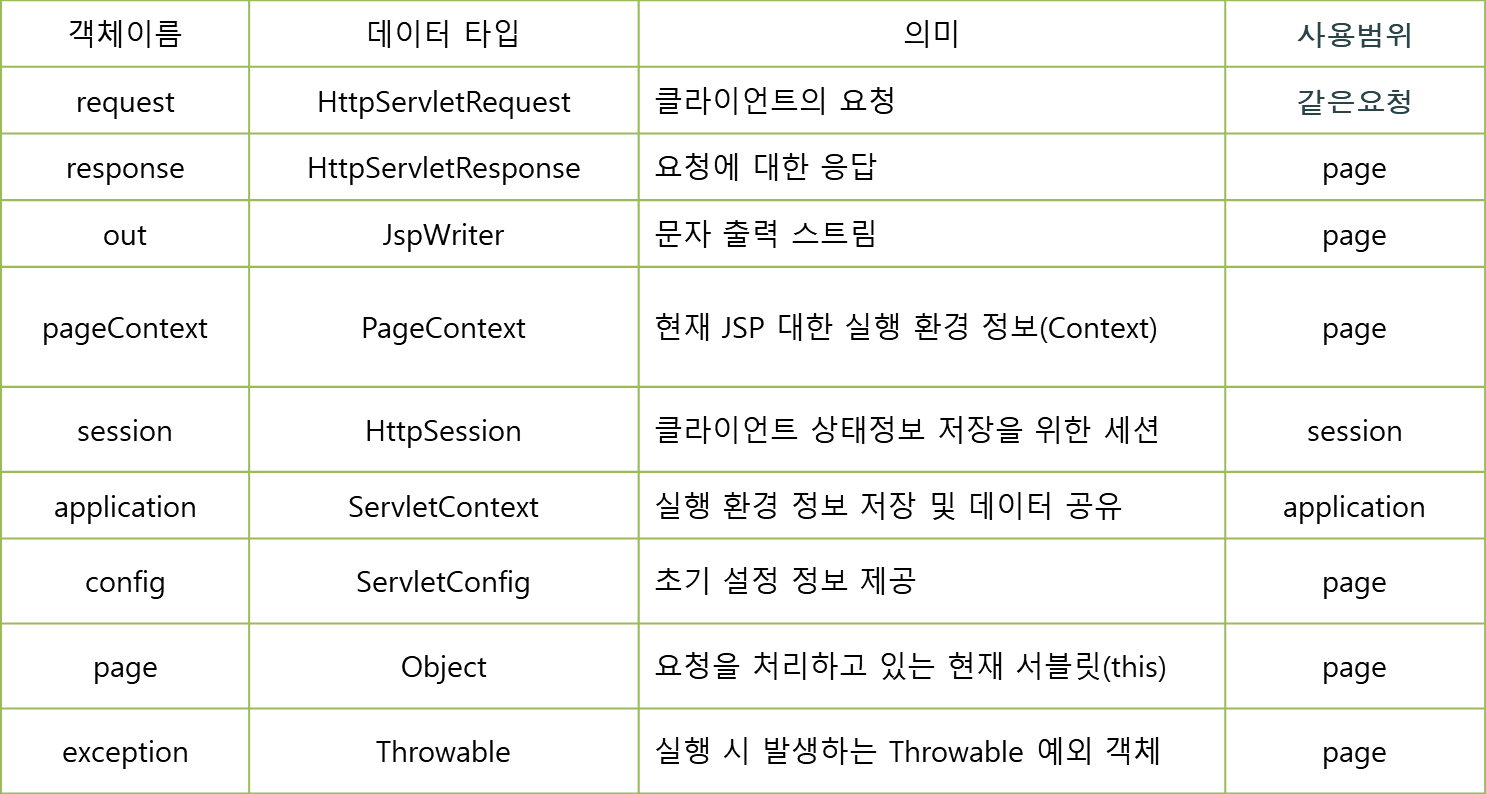 객체이름 데이터 타입 의미 사용범위
request HttpServletRequest 클라이언트의 요청 같은요청
response HttpServletResponse 요청에 대한 응답 page
out JspWriter 문자 출력 스트림 page
pageContext PageContext 현재 JSP 대한 실행 환경 정보(Context) page
session HttpSession 클라이언트 상태정보 저장을 위한 세션 session
application ServletContext 실행 환경 정보 저장 및 데이터 공유 application
config ServletConfig 초기 설정 정보 제공 page
page Object 요청을 처리하고 있는 현재 서블릿(this) page
exception Throwable 실행 시 발생하는 Throwable 예외 객체 page